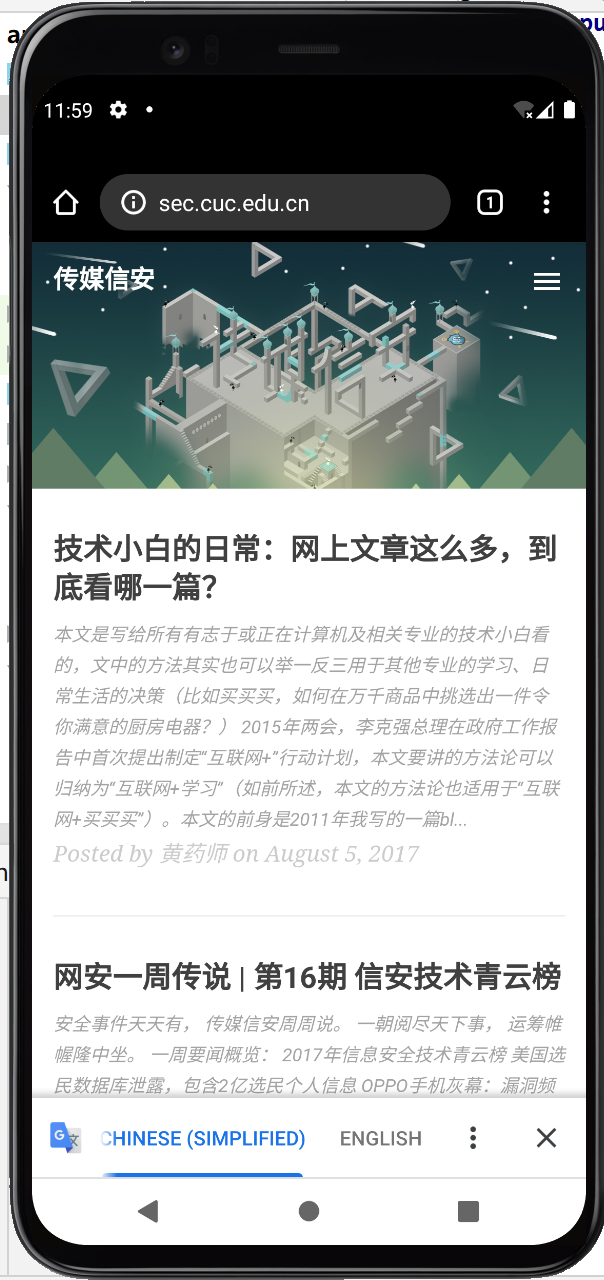 11:59
1
sec.cuc.edu.cn
传媒信安
技术小白的日常：网上文章这么多，到
底看哪一篇？
本文是写给所有有志于或正在计算机及相关专业的技术小白看
的，文中的方法其实也可以举一反三用于其他专业的学习、日
常生活的决策（比如买买买，如何在万千商品中挑选出一件令
你满意的厨房电器？） 2015年两会，李克强总理在政府工作报
告中首次提出制定“互联网+”行动计划，本文要讲的方法论可以
归纳为“互联网+学习”（如前所述，本文的方法论也适用于“互联
网+买买买”）。本文的前身是2011年我写的一篇bl...
Posted by 黄药师 on August 5, 2017
网安一周传说 | 第16期 信安技术青云榜
安全事件天天有， 传媒信安周周说。 一朝阅尽天下事， 运筹帷
幄隆中坐。 一周要闻概览： 2017年信息安全技术青云榜 美国选
民数据库泄露，包含2亿选民个人信息 OPPO手机灰幕：漏洞频
CHINESE (SIMPLIFIED) ENGLISH